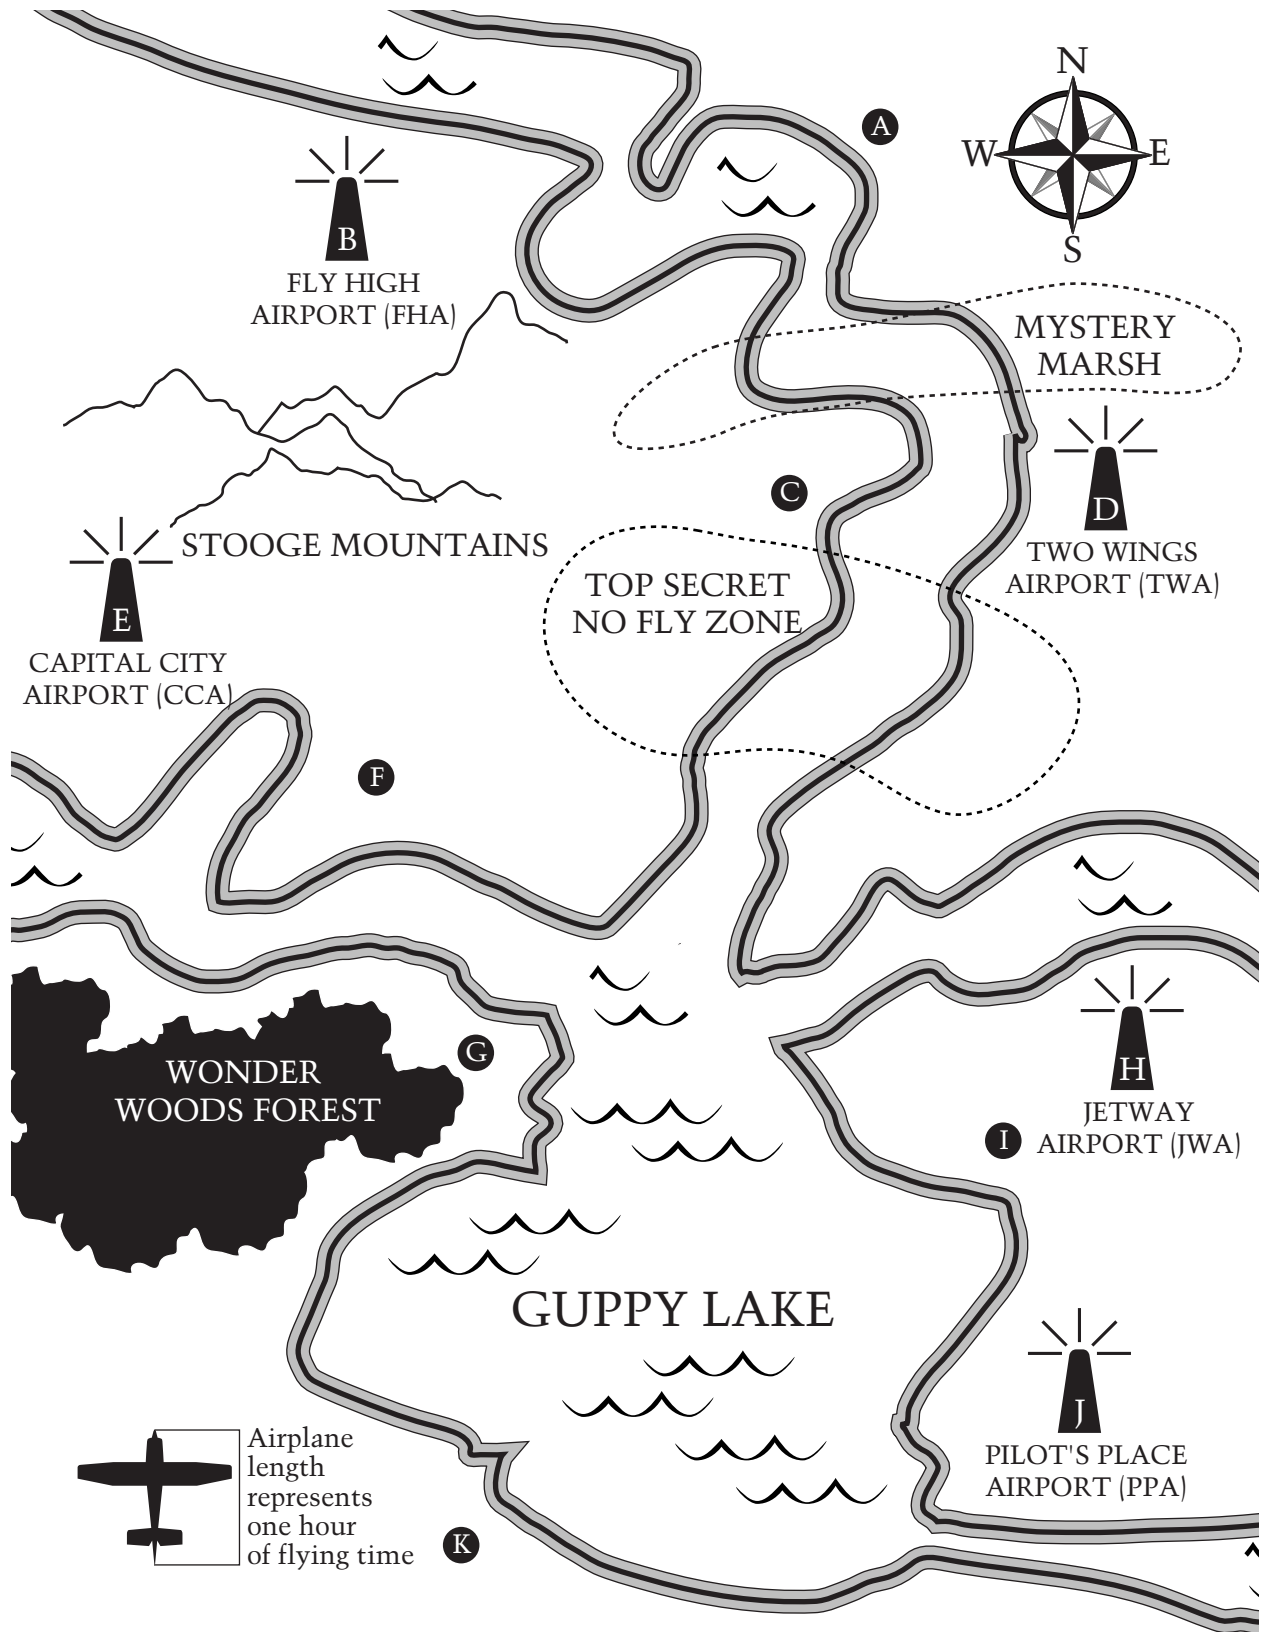 N
A
W
E
B
S
FLY HIGH
AIRPORT (FHA)
MYSTERY
MARSH
C
D
STOOGE MOUNTAINS
TWO WINGS
AIRPORT (TWA)
TOP SECRET
NO FLY ZONE
E
CAPITAL CITY
AIRPORT (CCA)
F
WONDER
WOODS FOREST
G
H
JETWAY
AIRPORT (JWA)
I
GUPPY LAKE
J
PILOT'S PLACE
AIRPORT (PPA)
Airplane
length
represents
one hour
of flying time
K